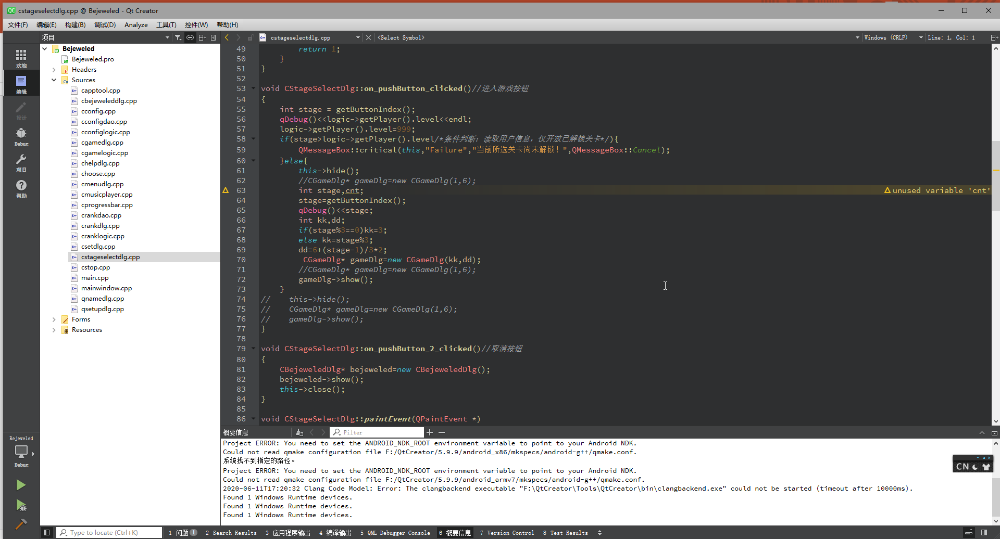 cstageselectdlg.cpp @ Bejeweled - Qt Creator
文件(F) 编辑(E) 构建(B) 调试(D) Analyze 工具(T) 控件(W) 帮助(H)
项目
cstageselectdlg.cpp <Select Symbol> Windows (CRLF) Line: 1, Col: 1
欢迎
编辑
设计
Debug
项目
帮助
Bejeweled
Debug
Bejeweled
Bejeweled.pro
Headers
Sources
capptool.cpp
cbejeweleddlg.cpp
cconfig.cpp
cconfigdao.cpp
cconfiglogic.cpp
cgamedlg.cpp
cgamelogic.cpp
chelpdlg.cpp
choose.cpp
cmenudlg.cpp
cmusicplayer.cpp
cprogressbar.cpp
crankdao.cpp
crankdlg.cpp
cranklogic.cpp
csetdlg.cpp
cstageselectdlg.cpp
cstop.cpp
main.cpp
mainwindow.cpp
qnamedlg.cpp
qsetupdlg.cpp
Forms
Resources
49 return 1;
50 }
51 }
52
53 void CStageSelectDlg::on_pushButton_clicked()//进入游戏按钮
54 {
55 int stage = getButtonIndex();
56 qDebug()<<logic->getPlayer().level<<endl;
57 logic->getPlayer().level=999;
58 if(stage>logic->getPlayer().level/*条件判断: 读取用户信息, 仅开放已解锁关卡*/){
59 QMessageBox::critical(this,"Failure","当前所选关卡尚未解锁! ",QMessageBox::Cancel);
60 }else{
61 this->hide();
62 //CGameDlg* gameDlg=new CGameDlg(1,6);
63 int stage,cnt; unused variable 'cnt'
64 stage=getButtonIndex();
65 qDebug()<<stage;
66 int kk,dd;
67 if(stage%3==0)kk=3;
68 else kk=stage%3;
69 dd=6+(stage-1)/3*2;
70 CGameDlg* gameDlg=new CGameDlg(kk,dd);
71 //CGameDlg* gameDlg=new CGameDlg(1,6);
72 gameDlg->show();
73 }
74 // this->hide();
75 // CGameDlg* gameDlg=new CGameDlg(1,6);
76 // gameDlg->show();
77 }
78
79 void CStageSelectDlg::on_pushButton_2_clicked()//取消按钮
80 {
81 CBejeweledDlg* bejeweled=new CBejeweledDlg();
82 bejeweled->show();
83 this->close();
84 }
85
86 void CStageSelectDlg::paintEvent(QPaintEvent *)
概要信息 Filter
Project ERROR: You need to set the ANDROID_NDK_ROOT environment variable to point to your Android NDK.
Could not read qmake configuration file F:/QtCreator/5.9.9/android_x86/mkspecs/android-g++/qmake.conf.
系统找不到指定的路径。
Project ERROR: You need to set the ANDROID_NDK_ROOT environment variable to point to your Android NDK.
Could not read qmake configuration file F:/QtCreator/5.9.9/android_armv7/mkspecs/android-g++/qmake.conf.
2020-06-11T17:20:32 Clang Code Model: Error: The clangbackend executable "F:\QtCreator\Tools\QtCreator\bin\clangbackend.exe" could not be started (timeout after 10000ms).
Found 1 Windows Runtime devices.
Found 1 Windows Runtime devices.
Found 1 Windows Runtime devices.
CN
Type to locate (Ctrl+K) 1 问题 1 2 Search Results 3 应用程序输出 4 编译输出 5 QML Debugger Console 6 概要信息 7 Version Control 8 Test Results